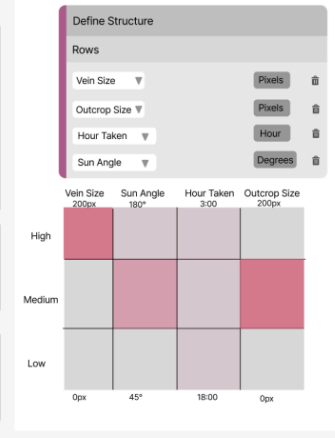 Define Structure
Rows
Vein Size ▼ Pixels
Outcrop Size ▼ Pixels
Hour Taken ▼ Hour
Sun Angle ▼ Degrees
Vein Size Sun Angle Hour Taken Outcrop Size
200px 180° 3:00 200px
High
Medium
Low
0px 45° 18:00 0px